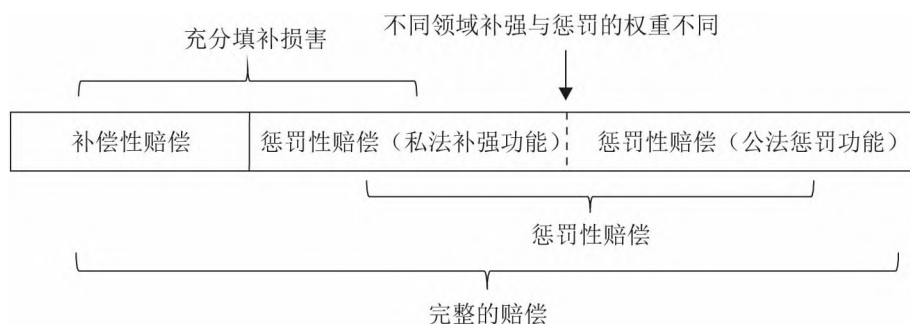 不同领域补强与惩罚的权重不同
充分填补损害
补偿性赔偿 惩罚性赔偿（私法补强功能） 惩罚性赔偿（公法惩罚功能）
惩罚性赔偿
完整的赔偿